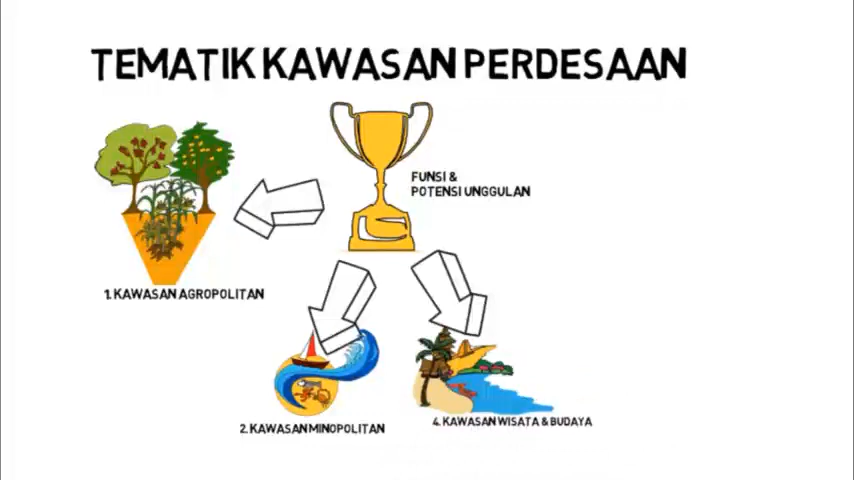 TEMATIK KAWASAN PERDESAAN
FUNSI &
POTENSI UNGGULAN
1. KAWASAN AGROPOLITAN
2. KAWASAN MINOPOLITAN
4. KAWASAN WISATA & BUDAYA